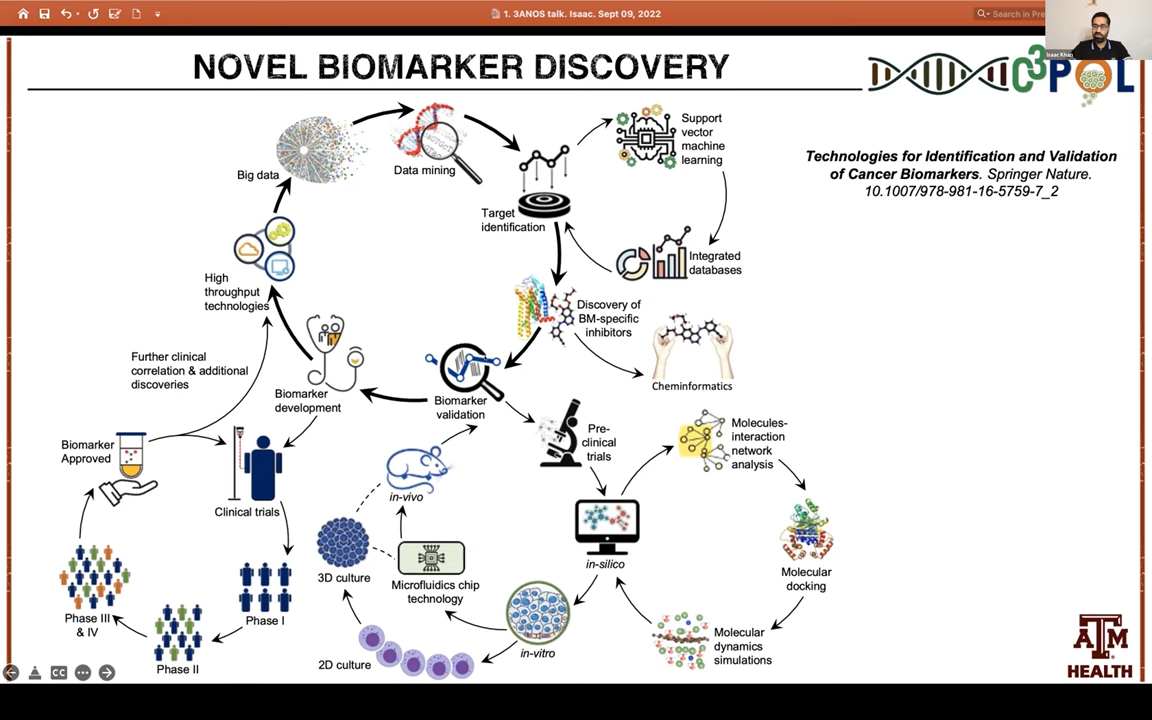 1. 3ANOS talk. Isaac. Sept 09, 2022
Search in Pre
Isaac Khan
NOVEL BIOMARKER DISCOVERY
C3POL
Big data
Data mining
Support
vector
machine
learning
Technologies for Identification and Validation
of Cancer Biomarkers. Springer Nature.
10.1007/978-981-16-5759-7_2
Target
identification
Integrated
databases
High
throughput
technologies
Discovery of
BM-specific
inhibitors
Cheminformatics
Further clinical
correlation & additional
discoveries
Biomarker
development
Biomarker
validation
Pre-
clinical
trials
Molecules-
interaction
network
analysis
Biomarker
Approved
Clinical trials
in-vivo
in-silico
Molecular
docking
3D culture
Microfluidics chip
technology
Phase III
& IV
Phase I
Phase II
2D culture
in-vitro
Molecular
dynamics
simulations
CC
ATM
HEALTH